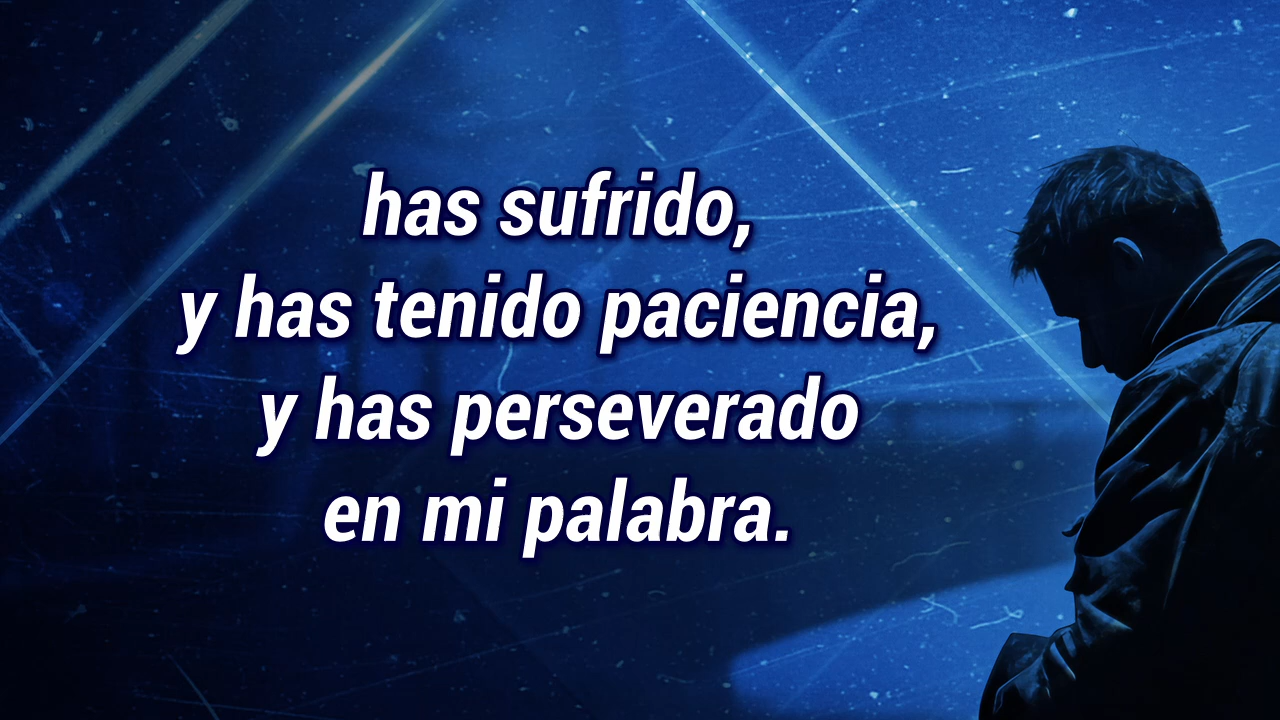 has sufrido,
y has tenido paciencia,
y has perseverado
en mi palabra.